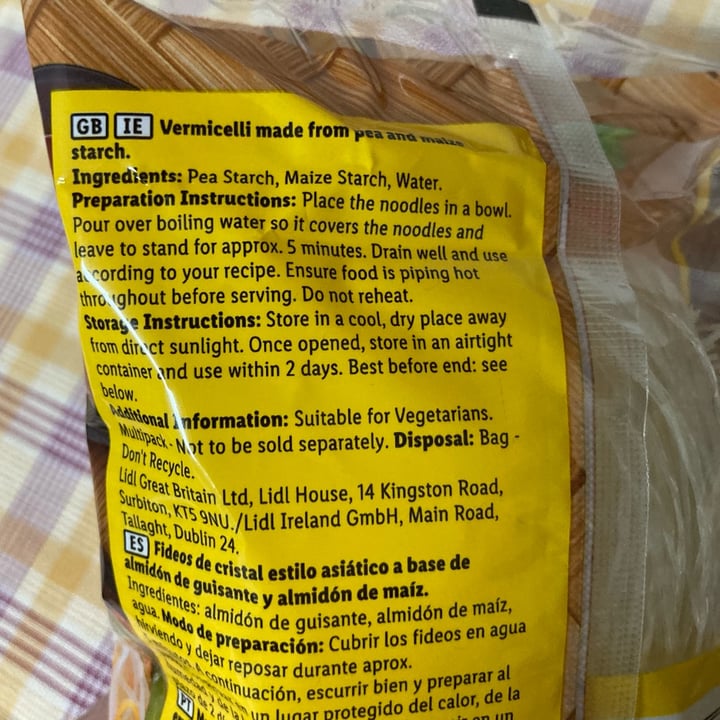 GB IE Vermicelli made from pea and maize
starch.
Ingredients: Pea Starch, Maize Starch, Water.
Preparation Instructions: Place the noodles in a bowl.
Pour over boiling water so it covers the noodles and
leave to stand for approx. 5 minutes. Drain well and use
according to your recipe. Ensure food is piping hot
throughout before serving. Do not reheat.
Storage Instructions: Store in a cool, dry place away
from direct sunlight. Once opened, store in an airtight
container and use within 2 days. Best before end: see
below.
Additional Information: Suitable for Vegetarians.
Multipack - Not to be sold separately. Disposal: Bag -
Don't Recycle.
Lidl Great Britain Ltd, Lidl House, 14 Kingston Road,
Surbiton, KT5 9NU./Lidl Ireland GmbH, Main Road,
Tallaght, Dublin 24.
ES Fideos de cristal estilo asiático a base de
almidón de guisante y almidón de maíz.
Ingredientes: almidón de guisante, almidón de maíz,
agua. Modo de preparación: Cubrir los fideos en agua
hirviendo y dejar reposar durante aprox.
A continuación, escurrir bien y preparar al
un lugar protegido del calor, de la
PT